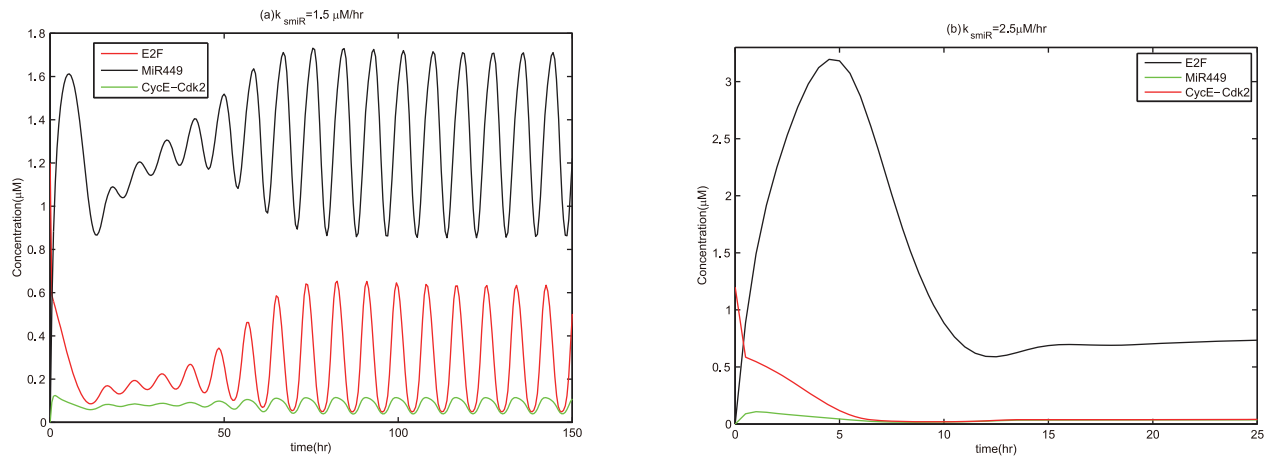 (a)k smiR=1.5 μM/hr
1.8
1.6
1.4
1.2
1
0.8
0.6
0.4
0.2
0
Concentration(μM)
E2F
MiR449
CycE-Cdk2
0 50 100 150
time(hr)
(b)k smiR=2.5μM/hr
3
2.5
2
1.5
1
0.5
0
Concentration(μM)
E2F
MiR449
CycE-Cdk2
0 5 10 15 20 25
time(hr)